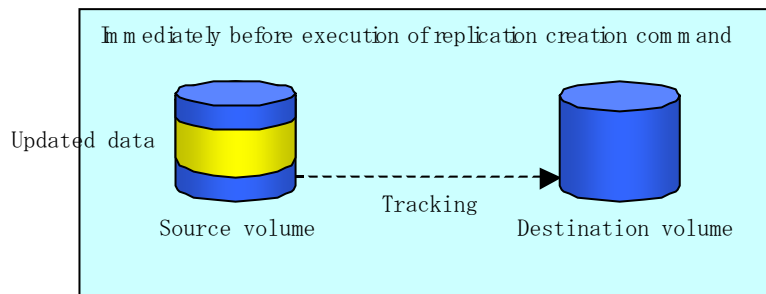 Immediately before execution of replication creation command
Updated data
Tracking
Source volume
Destination volume